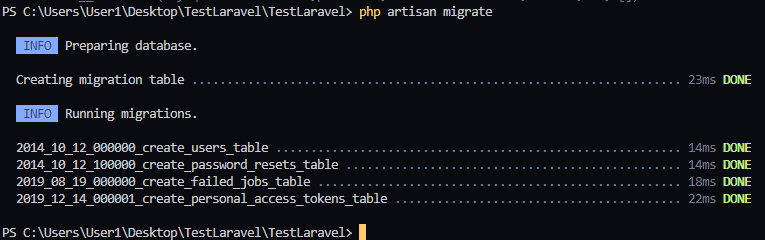 PS C:\Users\User1\Desktop\TestLaravel\TestLaravel> php artisan migrate
INFO Preparing database.
Creating migration table ................................................................ 23ms DONE
INFO Running migrations.
2014_10_12_000000_create_users_table .................................................... 14ms DONE
2014_10_12_100000_create_password_resets_table .......................................... 14ms DONE
2019_08_19_000000_create_failed_jobs_table .............................................. 18ms DONE
2019_12_14_000001_create_personal_access_tokens_table ................................... 22ms DONE
PS C:\Users\User1\Desktop\TestLaravel\TestLaravel>